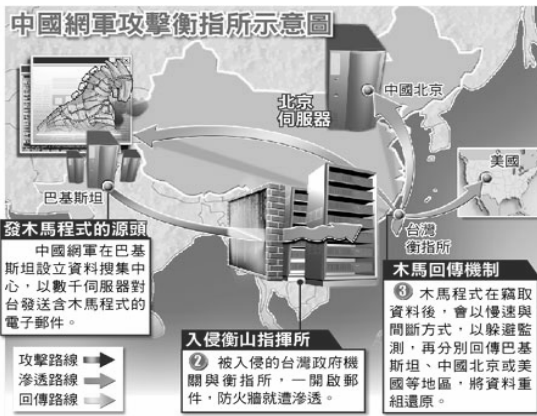 中國網軍攻擊衡指所示意圖
北京
伺服器
中國北京
美國
巴基斯坦
台灣
衡指所
發木馬程式的源頭
中國網軍在巴基
斯坦設立資料搜集中
心，以數千伺服器對
台發送含木馬程式的
電子郵件。
攻擊路線
滲透路線
回傳路線
入侵衡山指揮所
❷ 被入侵的台灣政府機
關與衡指所，一開啟郵
件，防火牆就遭滲透。
木馬回傳機制
❸ 木馬程式在竊取
資料後，會以慢速與
間斷方式，以躲避監
測，再分別回傳巴基
斯坦、中國北京或美
國等地區，將資料重
組還原。